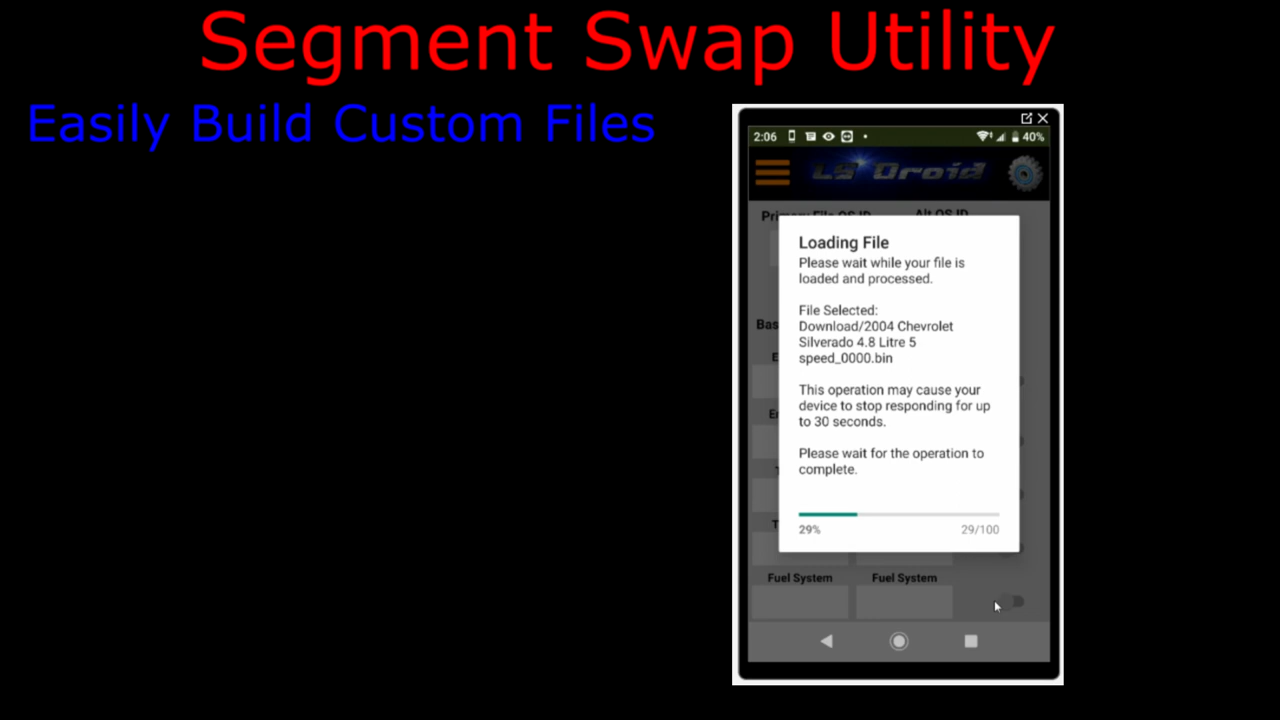 Segment Swap Utility
Easily Build Custom Files
2:06
40%
LS Droid
Loading File
Please wait while your file is
loaded and processed.
File Selected:
Download/2004 Chevrolet
Silverado 4.8 Litre 5
speed_0000.bin
This operation may cause your
device to stop responding for up
to 30 seconds.
Please wait for the operation to
complete.
29% 29/100
Fuel System Fuel System